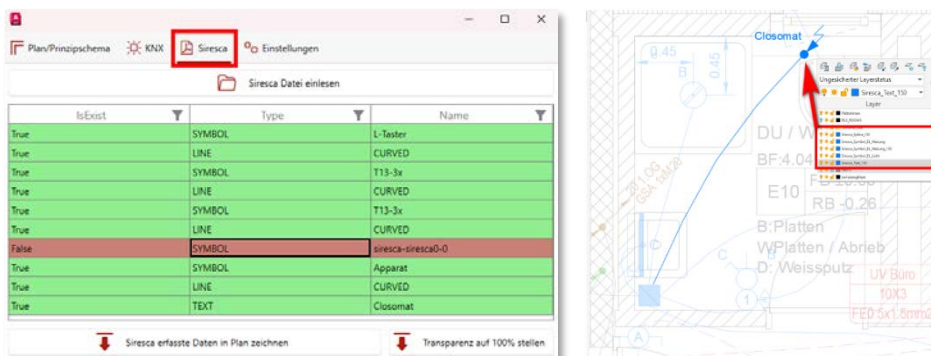 Plan/Prinzipschema KNX Siresca Einstellungen
Siresca Datei einlesen
IsExist Type Name
True SYMBOL L-Taster
True LINE CURVED
True SYMBOL T13-3x
True LINE CURVED
True SYMBOL T13-3x
True LINE CURVED
False SYMBOL siresca-siresca0-0
True SYMBOL Apparat
True LINE CURVED
True TEXT Closomat
Siresca erfasste Daten in Plan zeichnen Transparenz auf 100% stellen
Closomat
0.45
0.45
B
Ungesicherter Layerstatus
Siresca_Text_150
Layer
DU / W
BF:4.04
E10
RB -0.26
B:Platten
W:Platten / Abrieb
D: Weissputz
C
B
D
1
A
UV Büro
10X3
FE0 5x1.5mm2